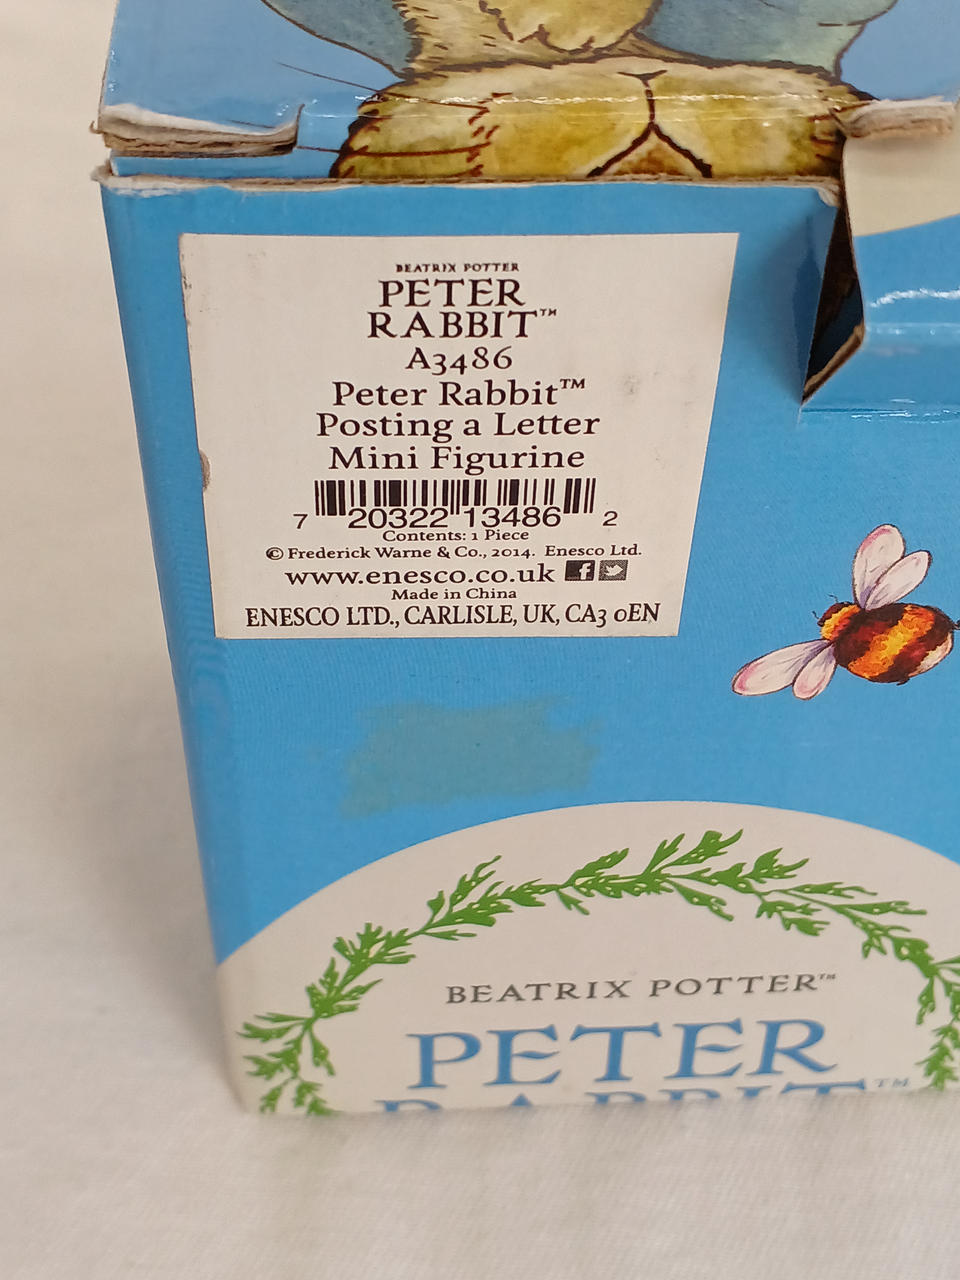 BEATRIX POTTER
PETER
RABBIT™
A3486
Peter Rabbit™
Posting a Letter
Mini Figurine
7 20322 13486 2
Contents: 1 Piece
© Frederick Warne & Co., 2014. Enesco Ltd.
www.enesco.co.uk
Made in China
ENESCO LTD., CARLISLE, UK, CA3 0EN
BEATRIX POTTER™
PETER
RABBIT™